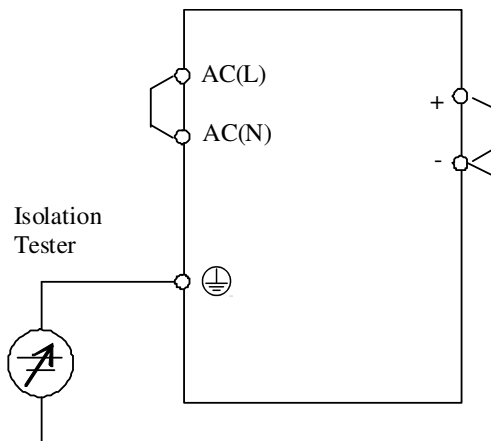 AC(L)
+
AC(N)
-
Isolation
Tester